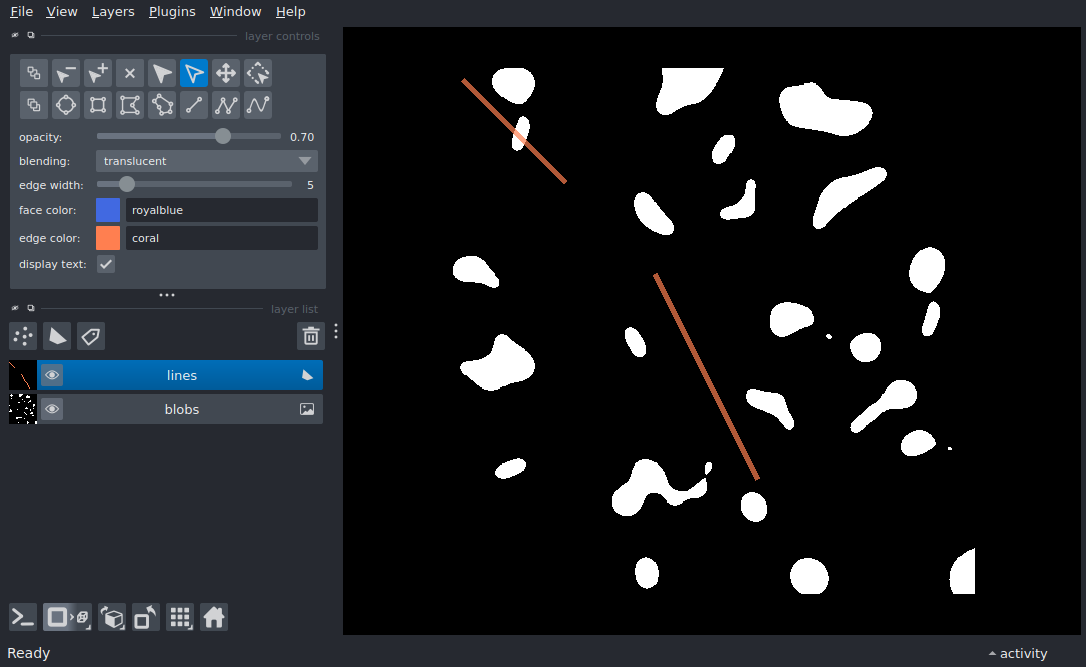 File View Layers Plugins Window Help
layer controls
opacity: 0.70
blending: translucent
edge width: 5
face color: royalblue
edge color: coral
display text:
layer list
lines
blobs
Ready
activity